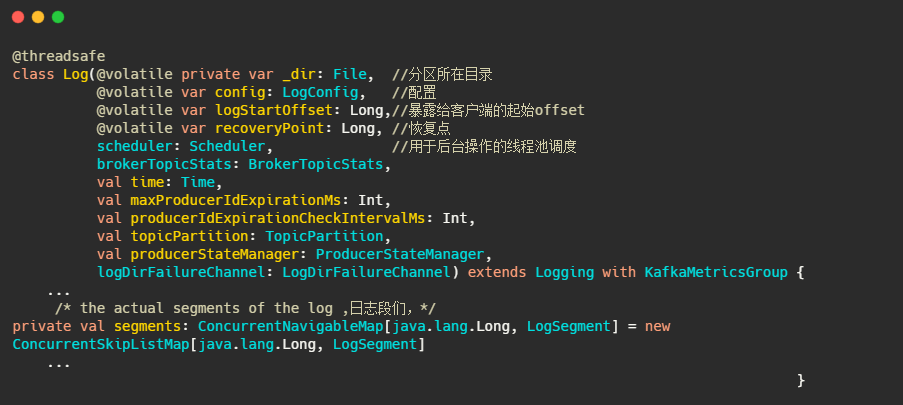 @threadsafe
class Log(@volatile private var _dir: File,  //分区所在目录
          @volatile var config: LogConfig,   //配置
          @volatile var logStartOffset: Long,//暴露给客户端的起始offset
          @volatile var recoveryPoint: Long, //恢复点
          scheduler: Scheduler,              //用于后台操作的线程池调度
          brokerTopicStats: BrokerTopicStats,
          val time: Time,
          val maxProducerIdExpirationMs: Int,
          val producerIdExpirationCheckIntervalMs: Int,
          val topicPartition: TopicPartition,
          val producerStateManager: ProducerStateManager,
          logDirFailureChannel: LogDirFailureChannel) extends Logging with KafkaMetricsGroup {
    ...
     /* the actual segments of the log ,日志段们，*/
private val segments: ConcurrentNavigableMap[java.lang.Long, LogSegment] = new
ConcurrentSkipListMap[java.lang.Long, LogSegment]
    ...
}